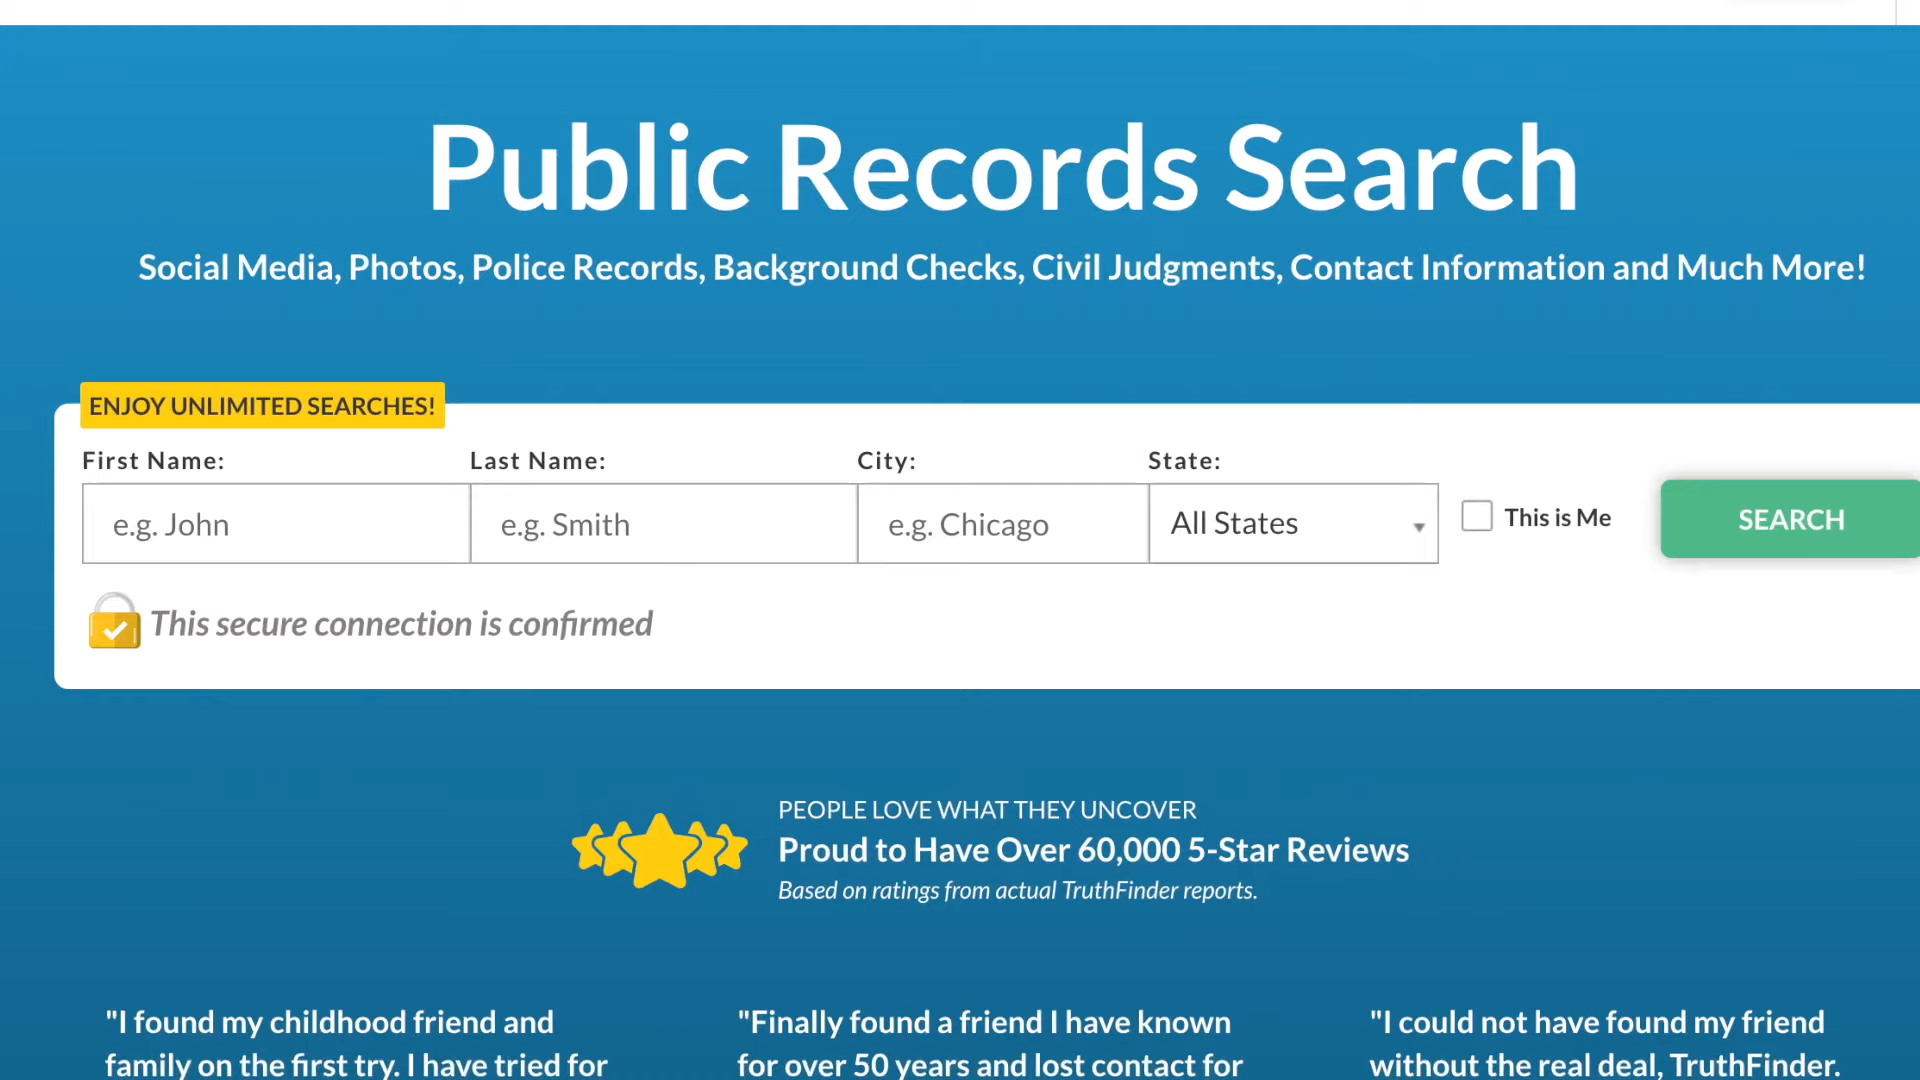 Public Records Search
Social Media, Photos, Police Records, Background Checks, Civil Judgments, Contact Information and Much More!
ENJOY UNLIMITED SEARCHES!
First Name: Last Name: City: State:
e.g. John e.g. Smith e.g. Chicago All States This is Me SEARCH
This secure connection is confirmed
PEOPLE LOVE WHAT THEY UNCOVER
Proud to Have Over 60,000 5-Star Reviews
Based on ratings from actual TruthFinder reports.
"I found my childhood friend and
family on the first try. I have tried for
"Finally found a friend I have known
for over 50 years and lost contact for
"I could not have found my friend
without the real deal, TruthFinder.